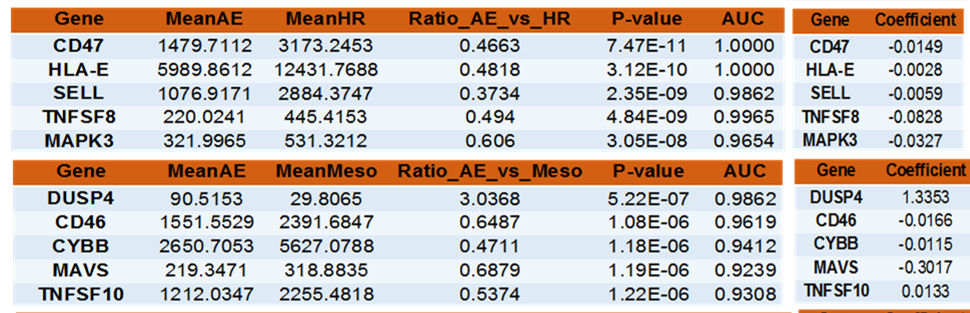 Gene MeanAE MeanHR Ratio_AE_vs_HR P-value AUC
CD47 1479.7112 3173.2453 0.4663 7.47E-11 1.0000
HLA-E 5989.8612 12431.7688 0.4818 3.12E-10 1.0000
SELL 1076.9171 2884.3747 0.3734 2.35E-09 0.9862
TNFSF8 220.0241 445.4153 0.494 4.84E-09 0.9965
MAPK3 321.9965 531.3212 0.606 3.05E-08 0.9654
Gene Coefficient
CD47 -0.0149
HLA-E -0.0028
SELL -0.0059
TNFSF8 -0.0828
MAPK3 -0.0327
Gene MeanAE MeanMeso Ratio_AE_vs_Meso P-value AUC
DUSP4 90.5153 29.8065 3.0368 5.22E-07 0.9862
CD46 1551.5529 2391.6847 0.6487 1.08E-06 0.9619
CYBB 2650.7053 5627.0788 0.4711 1.18E-06 0.9412
MAVS 219.3471 318.8835 0.6879 1.19E-06 0.9239
TNFSF10 1212.0347 2255.4818 0.5374 1.22E-06 0.9308
Gene Coefficient
DUSP4 1.3353
CD46 -0.0166
CYBB -0.0115
MAVS -0.3017
TNFSF10 0.0133